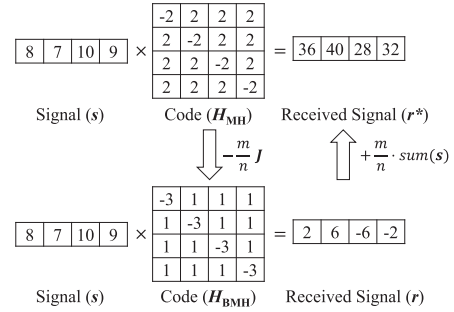 -2 2 2 2
8 7 10 9 × 2 -2 2 2 = 36 40 28 32
2 2 -2 2
2 2 2 -2
Signal (s) Code (H_MH) Received Signal (r*)
− m/n J + m/n · sum(s)
-3 1 1 1
8 7 10 9 × 1 -3 1 1 = 2 6 -6 -2
1 1 -3 1
1 1 1 -3
Signal (s) Code (H_BMH) Received Signal (r)